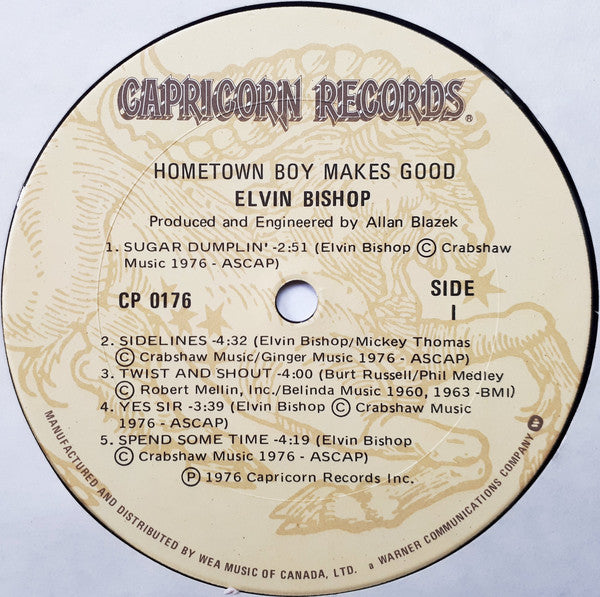 CAPRICORN RECORDS®
HOMETOWN BOY MAKES GOOD
ELVIN BISHOP
Produced and Engineered by Allan Blazek
1. SUGAR DUMPLIN' -2:51 (Elvin Bishop Ⓒ Crabshaw
Music 1976 - ASCAP)
CP 0176
SIDE
I
2. SIDELINES -4:32 (Elvin Bishop/Mickey Thomas
Ⓒ Crabshaw Music/Ginger Music 1976 - ASCAP)
3. TWIST AND SHOUT -4:00 (Burt Russell/Phil Medley
Ⓒ Robert Mellin, Inc./Belinda Music 1960, 1963 -BMI)
4. YES SIR -3:39 (Elvin Bishop Ⓒ Crabshaw Music
1976 - ASCAP)
5. SPEND SOME TIME -4:19 (Elvin Bishop
Ⓒ Crabshaw Music 1976 - ASCAP)
Ⓟ 1976 Capricorn Records Inc.
MANUFACTURED AND DISTRIBUTED BY WEA MUSIC OF CANADA, LTD. a WARNER COMMUNICATIONS COMPANY W